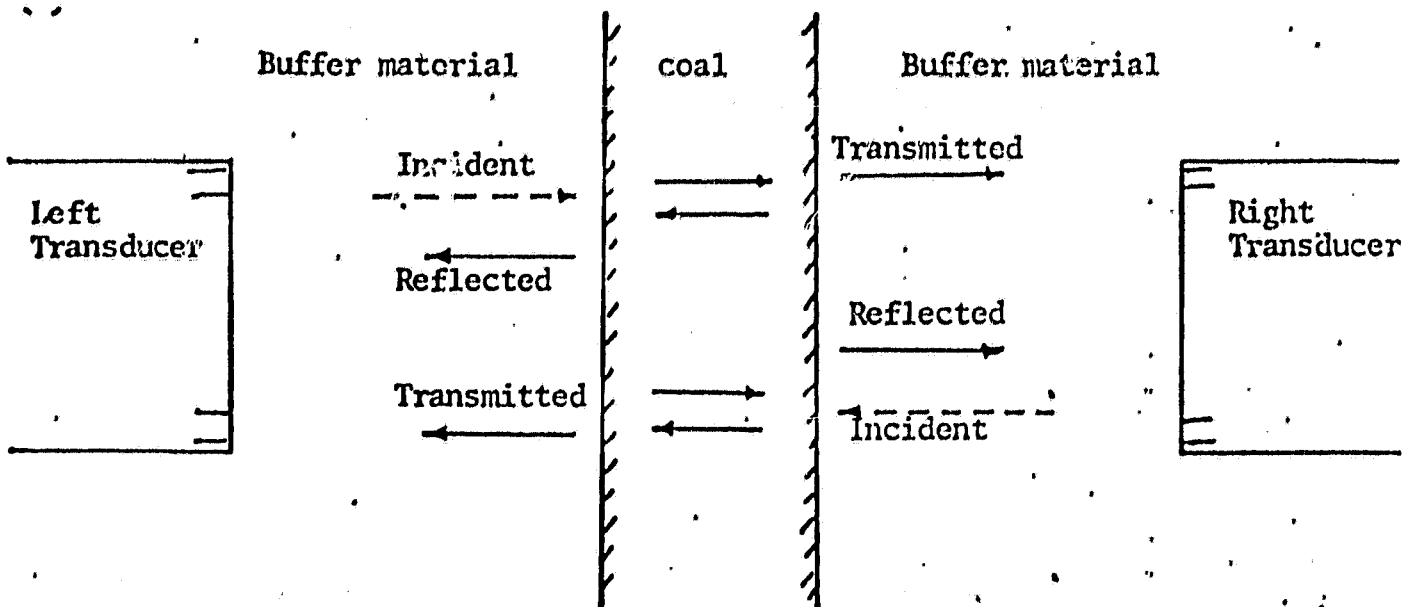 Buffer material
coal
Buffer material
Incident
Transmitted
Left
Transducer
Right
Transducer
Reflected
Reflected
Transmitted
Incident